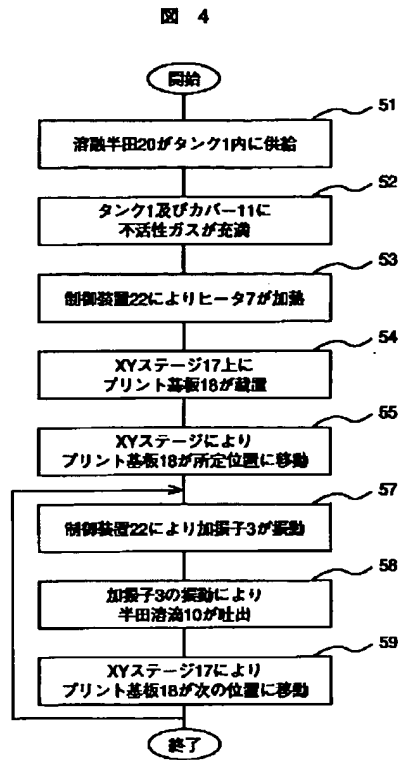 図 4
開始
51
溶融半田20がタンク1内に供給
52
タンク1及びカバー11に
不活性ガスが充満
53
制御装置22によりヒータ7が加熱
54
XYステージ17上に
プリント基板18が載置
55
XYステージにより
プリント基板18が所定位置に移動
57
制御装置22により加振子3が振動
58
加振子3の振動により
半田溶滴10が吐出
59
XYステージ17により
プリント基板18が次の位置に移動
終了